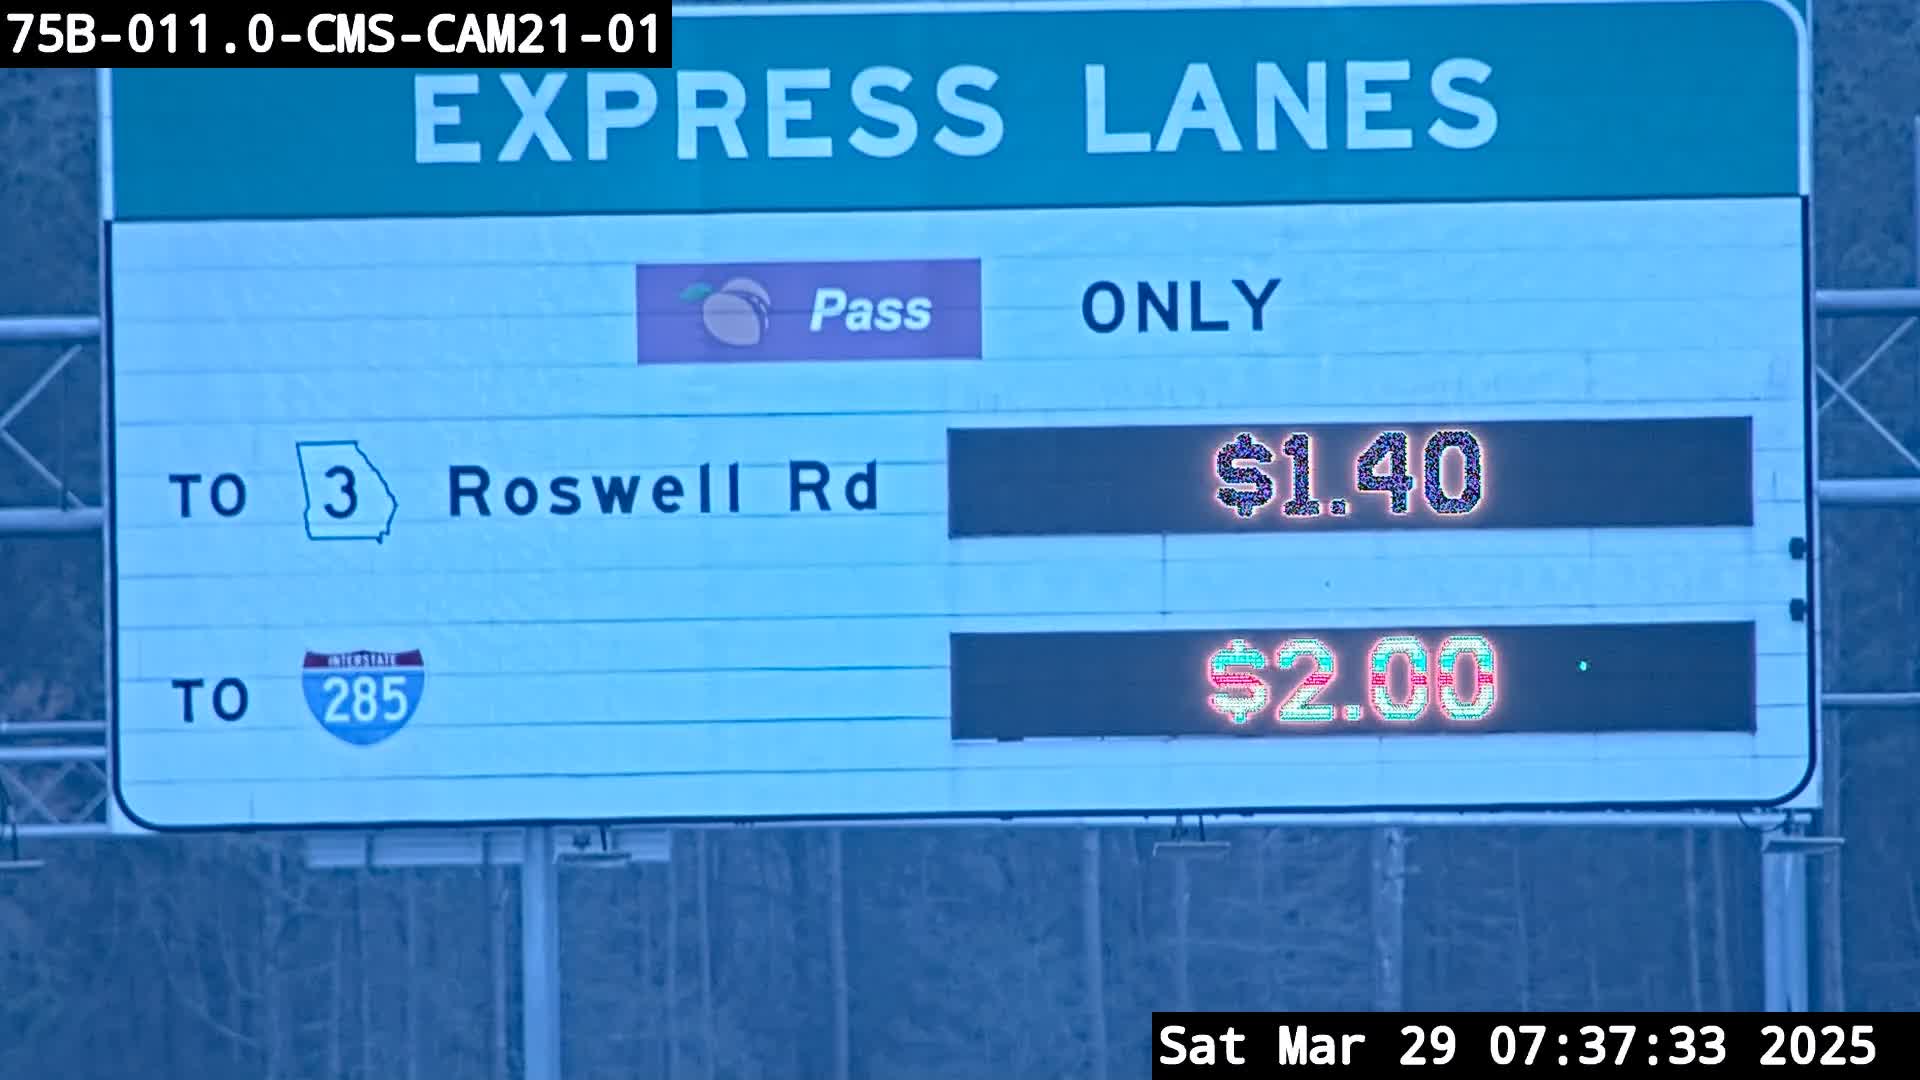 75B-011.0-CMS-CAM21-01
EXPRESS LANES
Pass ONLY
TO 3 Roswell Rd $1.40
TO INTERSTATE 285 $2.00
Sat Mar 29 07:37:33 2025